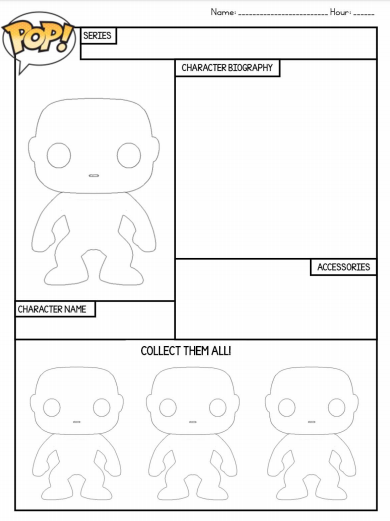 Name: ________________________ Hour: ______
POP!
SERIES
CHARACTER BIOGRAPHY
ACCESSORIES
CHARACTER NAME
COLLECT THEM ALL!